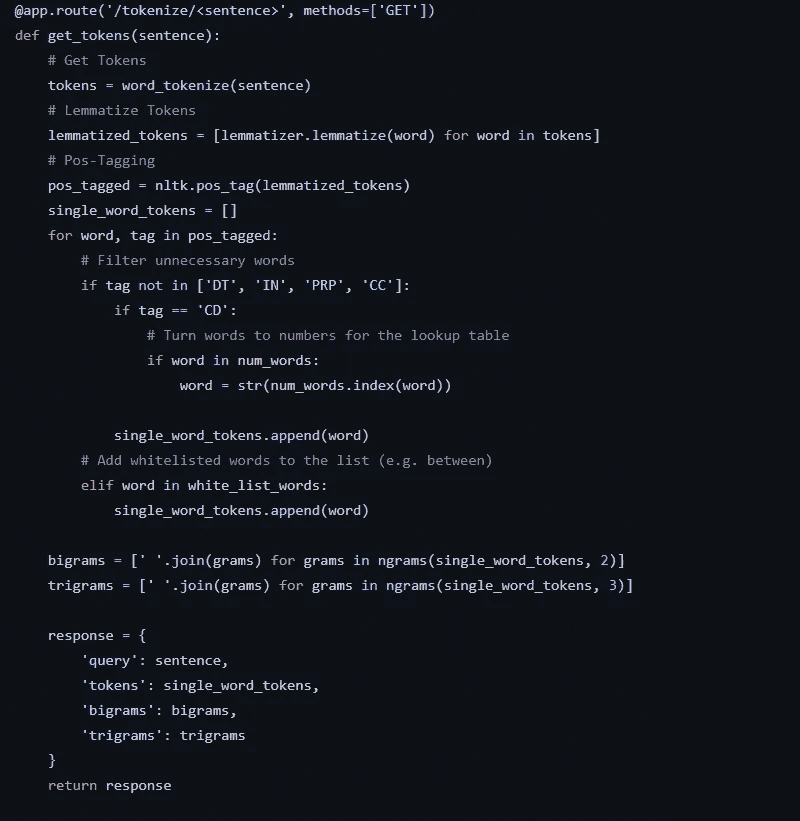 @app.route('/tokenize/<sentence>', methods=['GET'])
def get_tokens(sentence):
    # Get Tokens
    tokens = word_tokenize(sentence)
    # Lemmatize Tokens
    lemmatized_tokens = [lemmatizer.lemmatize(word) for word in tokens]
    # Pos-Tagging
    pos_tagged = nltk.pos_tag(lemmatized_tokens)
    single_word_tokens = []
    for word, tag in pos_tagged:
        # Filter unnecessary words
        if tag not in ['DT', 'IN', 'PRP', 'CC']:
            if tag == 'CD':
                # Turn words to numbers for the lookup table
                if word in num_words:
                    word = str(num_words.index(word))

            single_word_tokens.append(word)
        # Add whitelisted words to the list (e.g. between)
        elif word in white_list_words:
            single_word_tokens.append(word)

    bigrams = [' '.join(grams) for grams in ngrams(single_word_tokens, 2)]
    trigrams = [' '.join(grams) for grams in ngrams(single_word_tokens, 3)]

    response = {
        'query': sentence,
        'tokens': single_word_tokens,
        'bigrams': bigrams,
        'trigrams': trigrams
    }
    return response